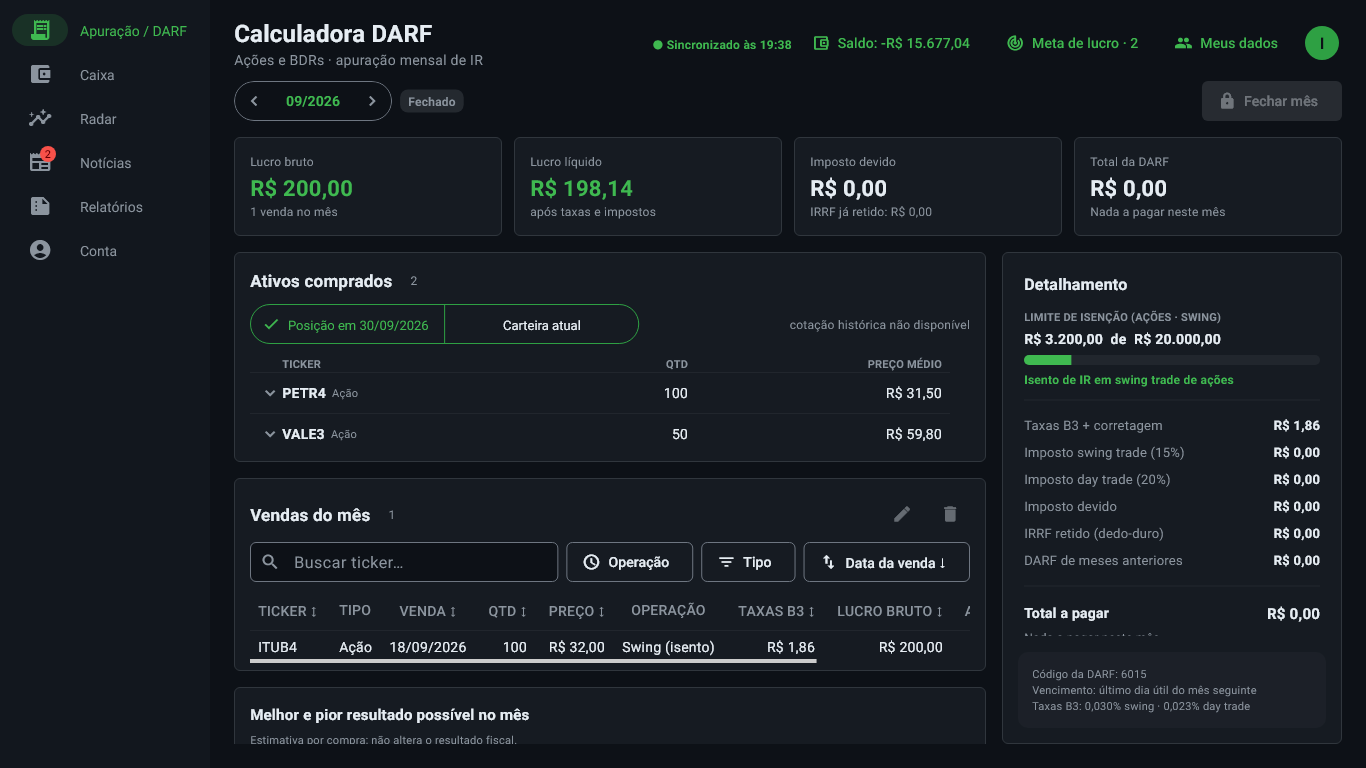 Apuração / DARF
Caixa
Radar
2
Notícias
Relatórios
Conta
Calculadora DARF
Ações e BDRs · apuração mensal de IR
Sincronizado às 19:38
Saldo: -R$ 15.677,04
Meta de lucro · 2
Meus dados
I
09/2026
Fechado
Fechar mês
Lucro bruto
R$ 200,00
1 venda no mês
Lucro líquido
R$ 198,14
após taxas e impostos
Imposto devido
R$ 0,00
IRRF já retido: R$ 0,00
Total da DARF
R$ 0,00
Nada a pagar neste mês
Ativos comprados 2
Posição em 30/09/2026 Carteira atual cotação histórica não disponível
TICKER QTD PREÇO MÉDIO
PETR4 Ação 100 R$ 31,50
VALE3 Ação 50 R$ 59,80
Vendas do mês 1
Buscar ticker... Operação Tipo Data da venda ↓
TICKER ↕ TIPO VENDA ↕ QTD ↕ PREÇO ↕ OPERAÇÃO TAXAS B3 ↕ LUCRO BRUTO ↕
ITUB4 Ação 18/09/2026 100 R$ 32,00 Swing (isento) R$ 1,86 R$ 200,00
Melhor e pior resultado possível no mês
Estimativa por compra; não altera o resultado fiscal.
Detalhamento
LIMITE DE ISENÇÃO (AÇÕES · SWING)
R$ 3.200,00 de R$ 20.000,00
Isento de IR em swing trade de ações
Taxas B3 + corretagem R$ 1,86
Imposto swing trade (15%) R$ 0,00
Imposto day trade (20%) R$ 0,00
Imposto devido R$ 0,00
IRRF retido (dedo-duro) R$ 0,00
DARF de meses anteriores R$ 0,00
Total a pagar R$ 0,00
Código da DARF: 6015
Vencimento: último dia útil do mês seguinte
Taxas B3: 0,030% swing · 0,023% day trade